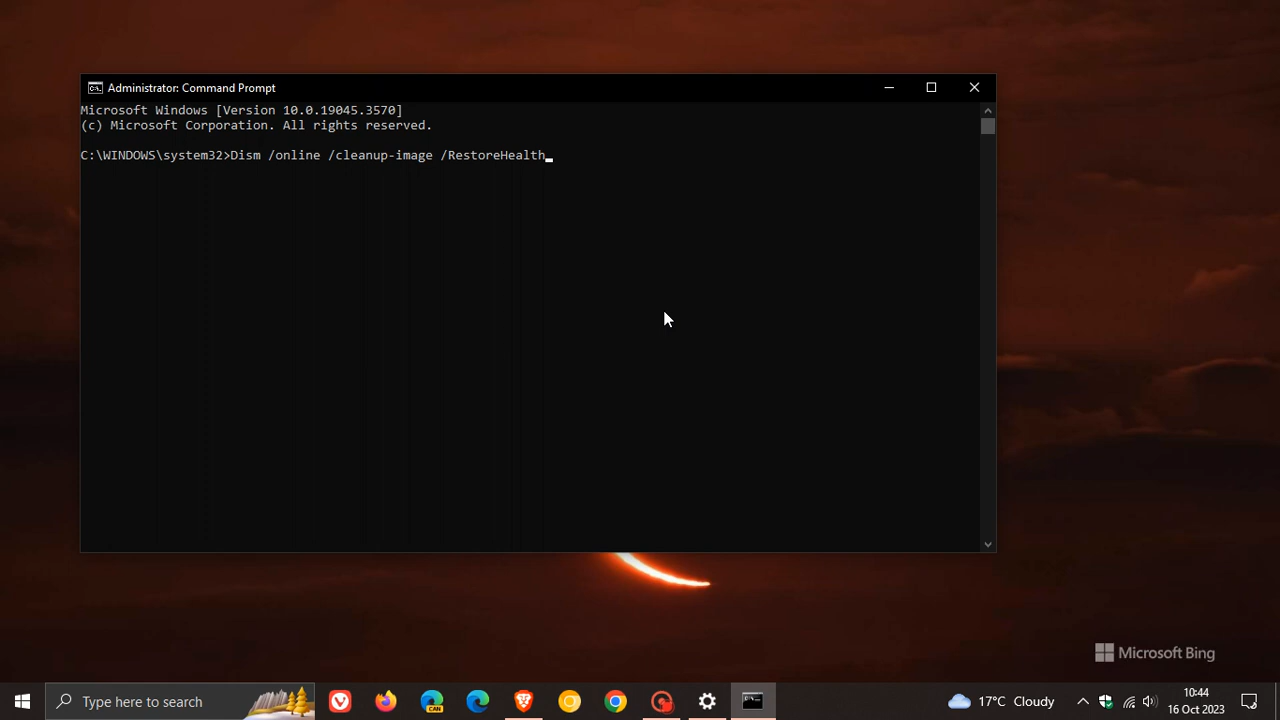 Administrator: Command Prompt
Microsoft Windows [Version 10.0.19045.3570]
(c) Microsoft Corporation. All rights reserved.
C:\WINDOWS\system32>Dism /online /cleanup-image /RestoreHealth
Microsoft Bing
Type here to search
CAN
17°C Cloudy
10:44
16 Oct 2023